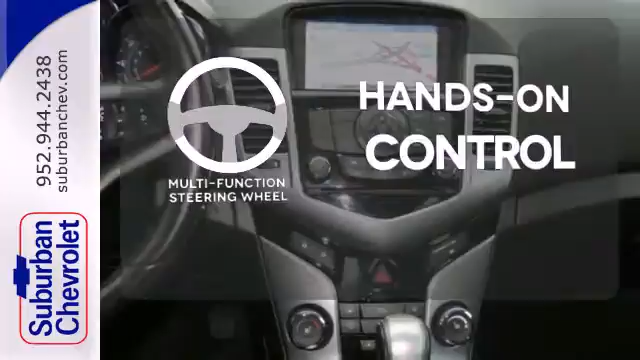 952.944.2438
suburbanchev.com
Suburban
Chevrolet
MULTI-FUNCTION
STEERING WHEEL
HANDS-ON
CONTROL